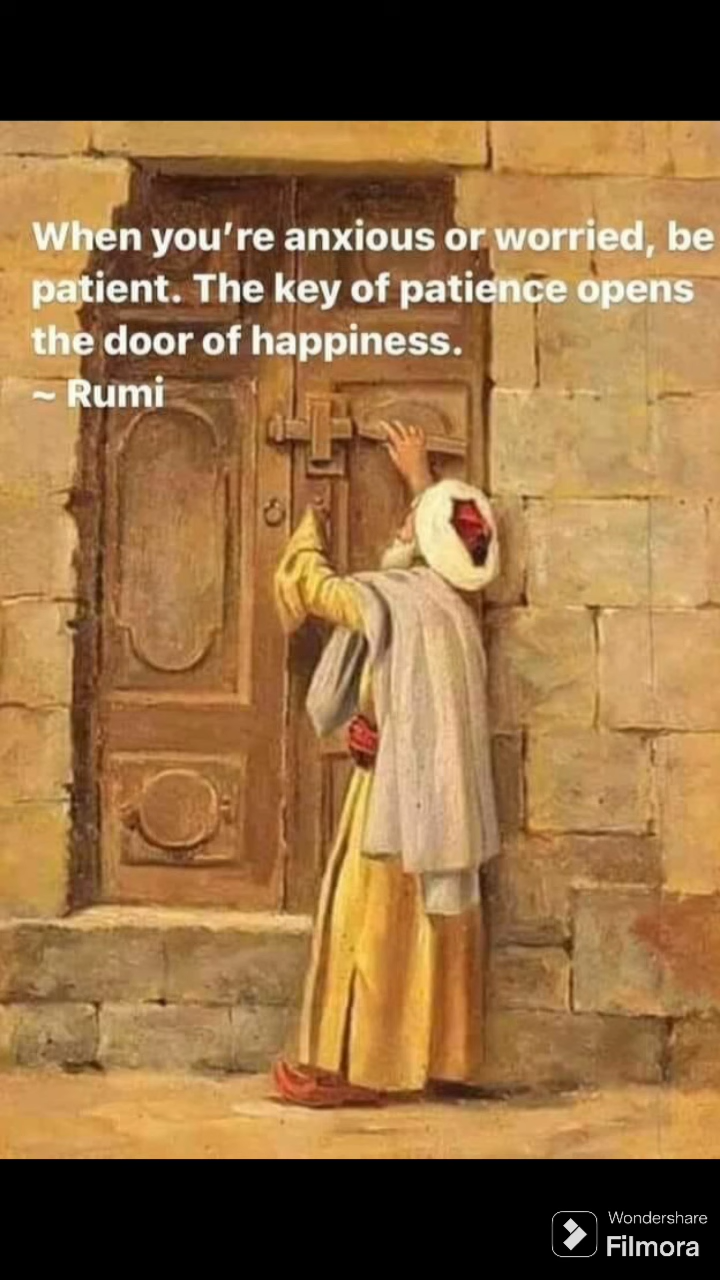 When you’re anxious or worried, be
patient. The key of patience opens
the door of happiness.
~ Rumi
Wondershare
Filmora